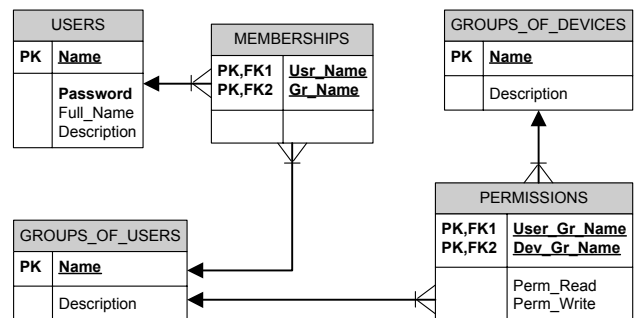 USERS
PK Name
Password
Full_Name
Description
MEMBERSHIPS
PK,FK1 Usr_Name
PK,FK2 Gr_Name
GROUPS_OF_DEVICES
PK Name
Description
GROUPS_OF_USERS
PK Name
Description
PERMISSIONS
PK,FK1 User_Gr_Name
PK,FK2 Dev_Gr_Name
Perm_Read
Perm_Write